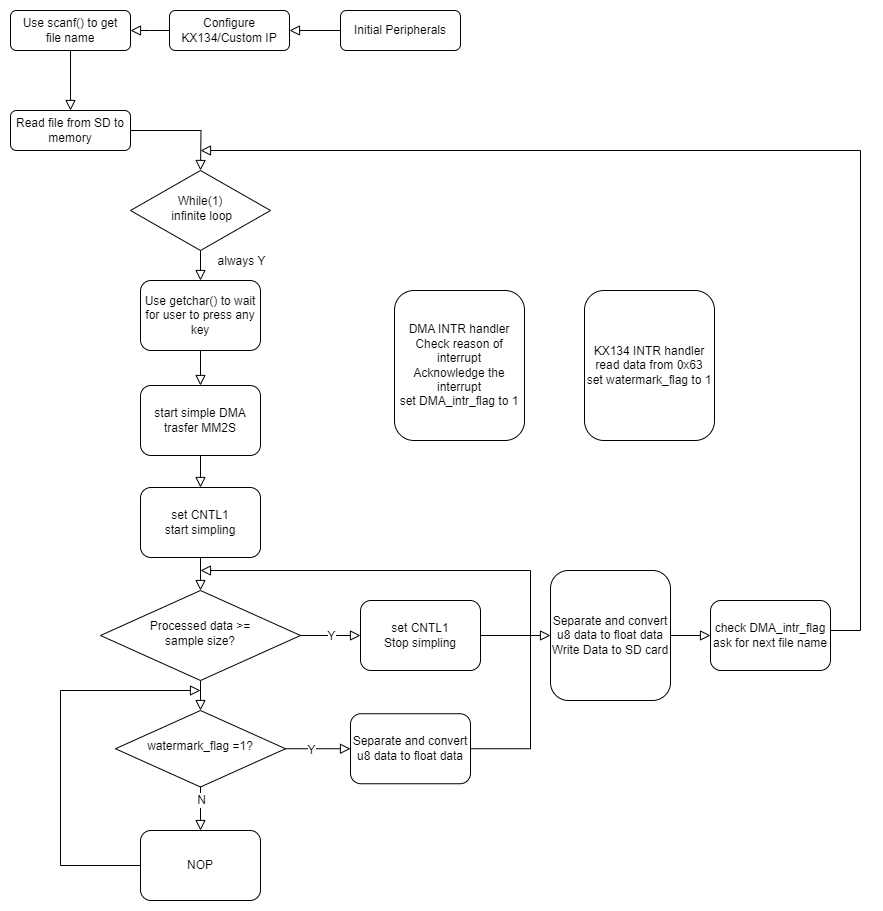 Use scanf() to get
file name
Configure
KX134/Custom IP
Initial Peripherals
Read file from SD to
memory
While(1)
infinite loop
always Y
Use getchar() to wait
for user to press any
key
DMA INTR handler
Check reason of
interrupt
Acknowledge the
interrupt
set DMA_intr_flag to 1
KX134 INTR handler
read data from 0x63
set watermark_flag to 1
start simple DMA
trasfer MM2S
set CNTL1
start simpling
Processed data >=
sample size?
Y
set CNTL1
Stop simpling
Separate and convert
u8 data to float data
Write Data to SD card
check DMA_intr_flag
ask for next file name
watermark_flag =1?
Y
Separate and convert
u8 data to float data
N
NOP